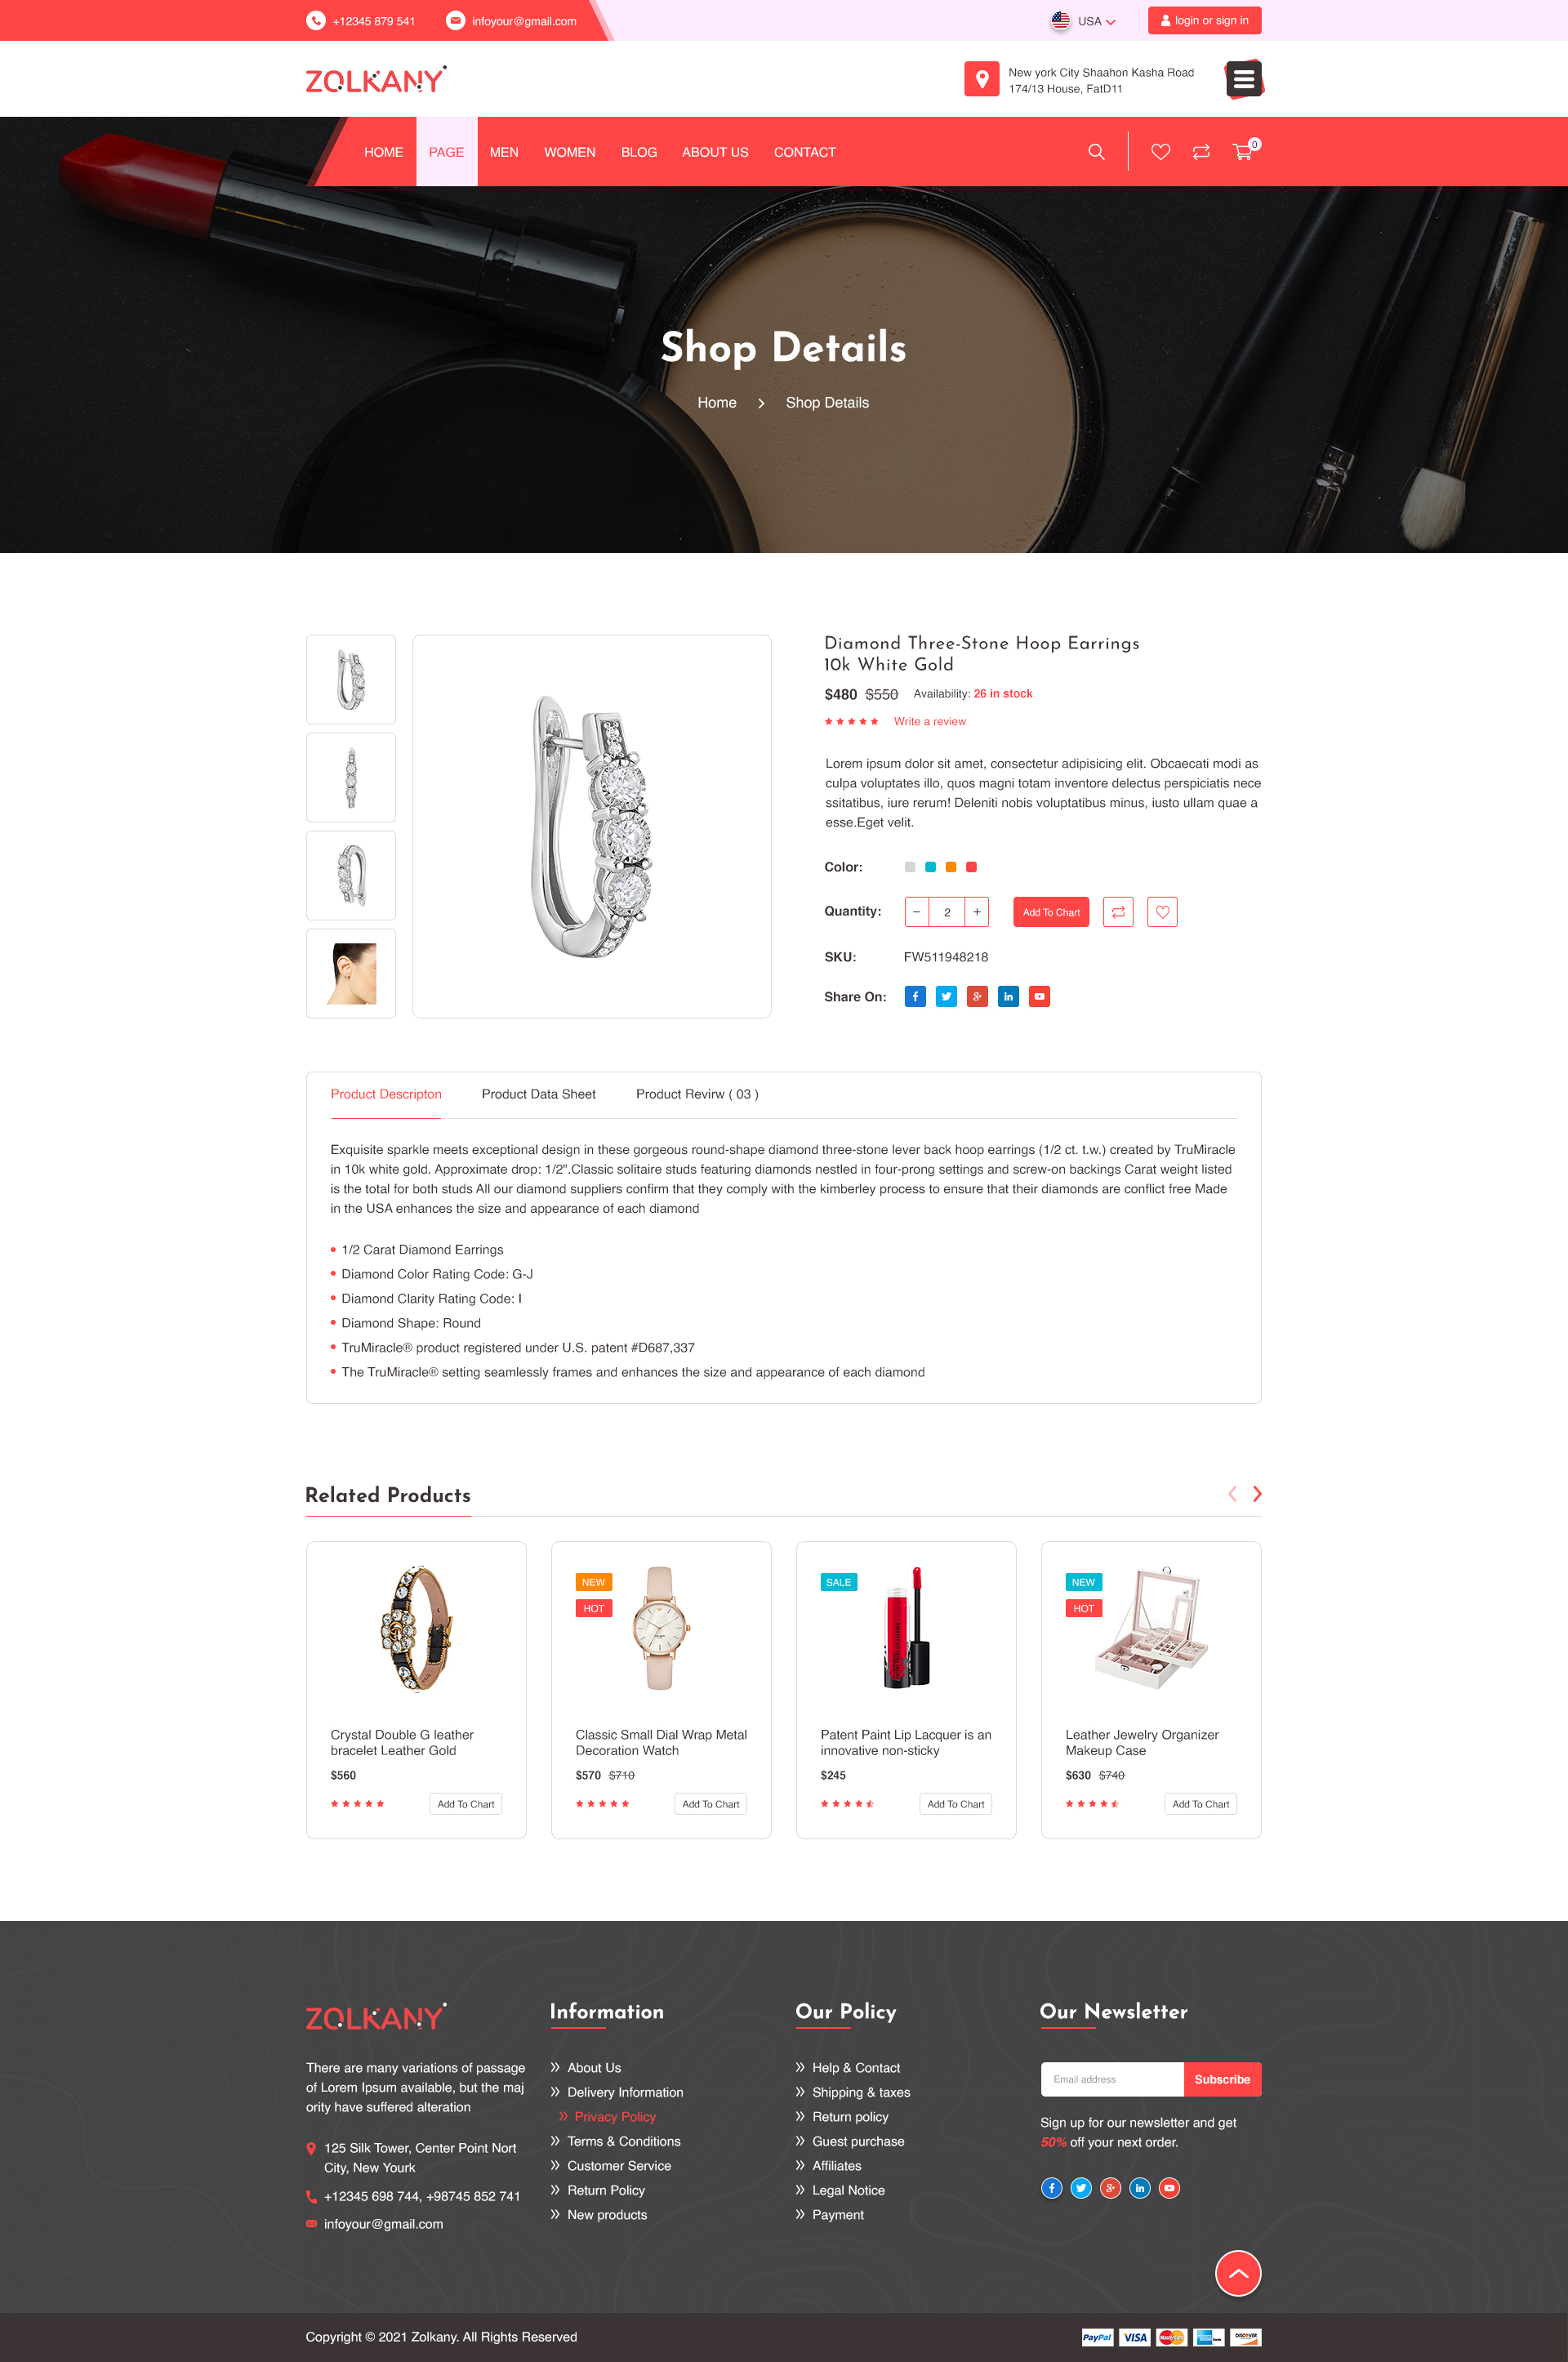 +12345 879 541
infoyour@gmail.com
USA
login or sign in
ZOLKANY
New york City Shaahon Kasha Road
174/13 House, FatD11
HOME
PAGE
MEN
WOMEN
BLOG
ABOUT US
CONTACT
0
Shop Details
Home
Shop Details
Diamond Three-Stone Hoop Earrings
10k White Gold
$480 $550 Availability: 26 in stock
Write a review
Lorem ipsum dolor sit amet, consectetur adipisicing elit. Obcaecati modi as
culpa voluptates illo, quos magni totam inventore delectus perspiciatis nece
ssitatibus, iure rerum! Deleniti nobis voluptatibus minus, iusto ullam quae a
esse.Eget velit.
Color:
Quantity: − 2 + Add To Chart
SKU: FW511948218
Share On:
Product Descripton
Product Data Sheet
Product Revirw ( 03 )
Exquisite sparkle meets exceptional design in these gorgeous round-shape diamond three-stone lever back hoop earrings (1/2 ct. t.w.) created by TruMiracle
in 10k white gold. Approximate drop: 1/2".Classic solitaire studs featuring diamonds nestled in four-prong settings and screw-on backings Carat weight listed
is the total for both studs All our diamond suppliers confirm that they comply with the kimberley process to ensure that their diamonds are conflict free Made
in the USA enhances the size and appearance of each diamond
1/2 Carat Diamond Earrings
Diamond Color Rating Code: G-J
Diamond Clarity Rating Code: I
Diamond Shape: Round
TruMiracle® product registered under U.S. patent #D687,337
The TruMiracle® setting seamlessly frames and enhances the size and appearance of each diamond
Related Products
Crystal Double G leather
bracelet Leather Gold
$560
Add To Chart
NEW
HOT
Classic Small Dial Wrap Metal
Decoration Watch
$570 $710
Add To Chart
SALE
Patent Paint Lip Lacquer is an
innovative non-sticky
$245
Add To Chart
NEW
HOT
Leather Jewelry Organizer
Makeup Case
$630 $740
Add To Chart
ZOLKANY
There are many variations of passage
of Lorem Ipsum available, but the maj
ority have suffered alteration
125 Silk Tower, Center Point Nort
City, New Yourk
+12345 698 744, +98745 852 741
infoyour@gmail.com
Information
About Us
Delivery Information
Privacy Policy
Terms & Conditions
Customer Service
Return Policy
New products
Our Policy
Help & Contact
Shipping & taxes
Return policy
Guest purchase
Affiliates
Legal Notice
Payment
Our Newsletter
Email address
Subscribe
Sign up for our newsletter and get
50% off your next order.
Copyright © 2021 Zolkany. All Rights Reserved
PayPal
VISA
MasterCard
DISCOVER